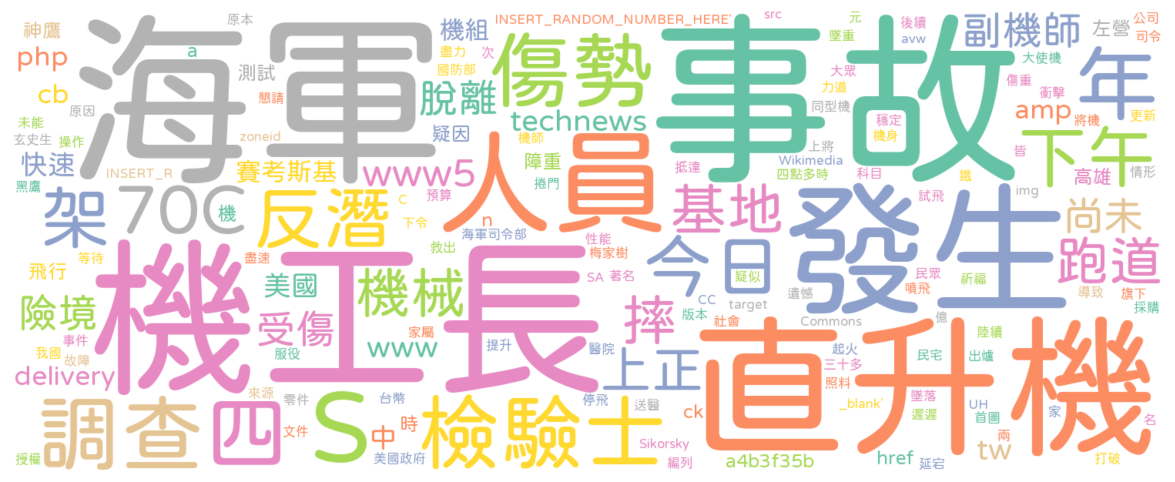 海軍
事故
機工長
直升機
發生
人員
70C
S
傷勢
technews
脫離
機組
副機師
左營
年
下午
公司
司令
神鷹
原本
php
cb
a
測試
原因
未能
玄史生
操作
快速
黑鷹
INSERT_R
zoneid
懇請
盡力
國防部
次
疑因
賽考斯基
www5
機師
障重
捲門
INSERT_RANDOM_NUMBER_HERE'
src
元
墜重
avw
後續
大眾
力道
同型機
上將
Wikimedia
四點多時
穩定
機身
科目
衝擊
傷重
大使機
amp
將機
更新
皆
鐵
高雄
情形
img
抵達
基地
試飛
尚未
跑道
架
反潛
機
C
下令
預算
n
海軍司令部
性能
梅家樹
今日
疑似
遺憾
民眾
噴飛
祈福
導致
旗下
採購
等待
飛行
盡速
美國
機械
救出
SA
著名
CC
版本
target
Commons
社會
億
陸續
險境
事件
我國
故障
受傷
服役
www
家屬
提升
醫院
摔
上正
起火
三十多
照料
民宅
出爐
delivery
來源
零件
台幣
停飛
送醫
ck
_blank'
墜落
遲遲
UH
首圖
家
兩
名
調查
四
文件
中
時
美國政府
檢驗士
Sikorsky
編列
a4b3f35b
href
延宕
tw
打破
授權